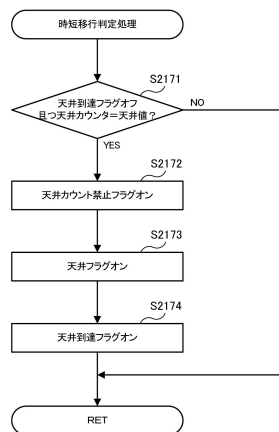 時短移行判定処理
S2171
天井到達フラグオフ
且つ天井カウンタ=天井値?
NO
YES
S2172
天井カウント禁止フラグオン
S2173
天井フラグオン
S2174
天井到達フラグオン
RET